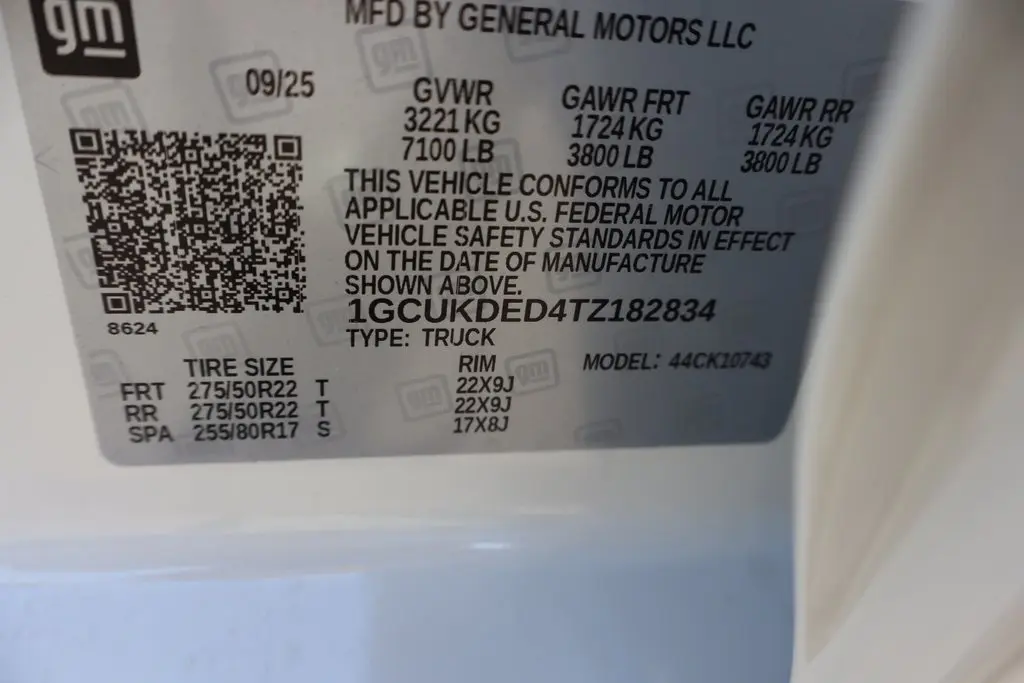 gm
MFD BY GENERAL MOTORS LLC
09/25 GVWR GAWR FRT GAWR RR
3221 KG 1724 KG 1724 KG
7100 LB 3800 LB 3800 LB
THIS VEHICLE CONFORMS TO ALL
APPLICABLE U.S. FEDERAL MOTOR
VEHICLE SAFETY STANDARDS IN EFFECT
ON THE DATE OF MANUFACTURE
SHOWN ABOVE.
1GCUKDED4TZ182834
8624
TYPE: TRUCK
TIRE SIZE RIM MODEL: 44CK10743
FRT 275/50R22 T 22X9J
RR 275/50R22 T 22X9J
SPA 255/80R17 S 17X8J